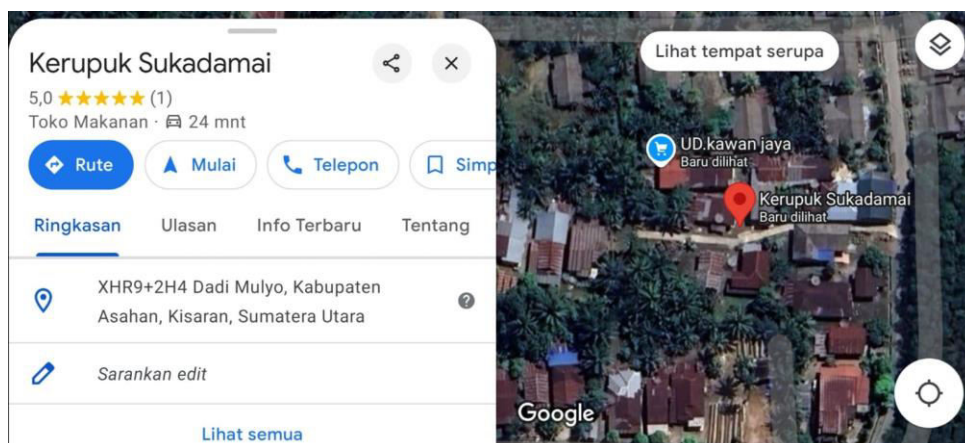 Kerupuk Sukadamai
5,0 ★★★★★ (1)
Toko Makanan · 24 mnt
Rute
Mulai
Telepon
Simp
Ringkasan
Ulasan
Info Terbaru
Tentang
XHR9+2H4 Dadi Mulyo, Kabupaten
Asahan, Kisaran, Sumatera Utara
Sarankan edit
Lihat semua
Lihat tempat serupa
UD.kawan jaya
Baru dilihat
Kerupuk Sukadamai
Baru dilihat
Google